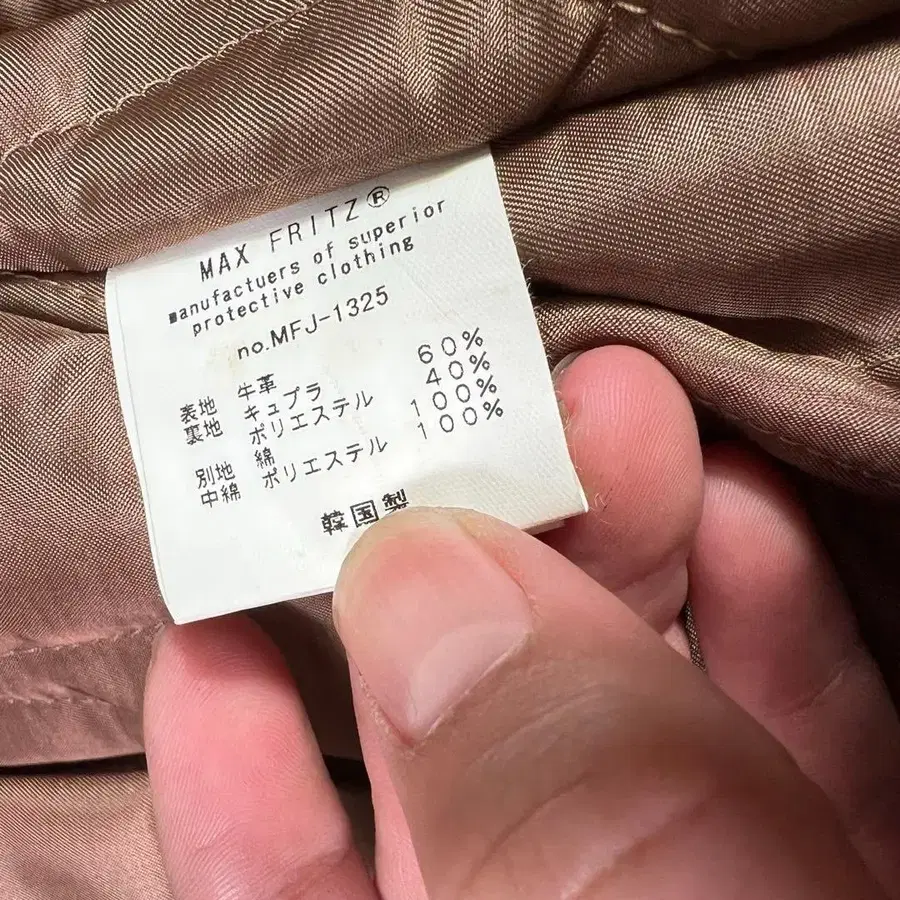 MAX FRITZ®
manufactuers of superior
protective clothing
no.MFJ-1325
表地 牛革
裏地 キュプラ 60%
ポリエステル 40%
別地 綿 100%
中綿 ポリエステル 100%
韓国製